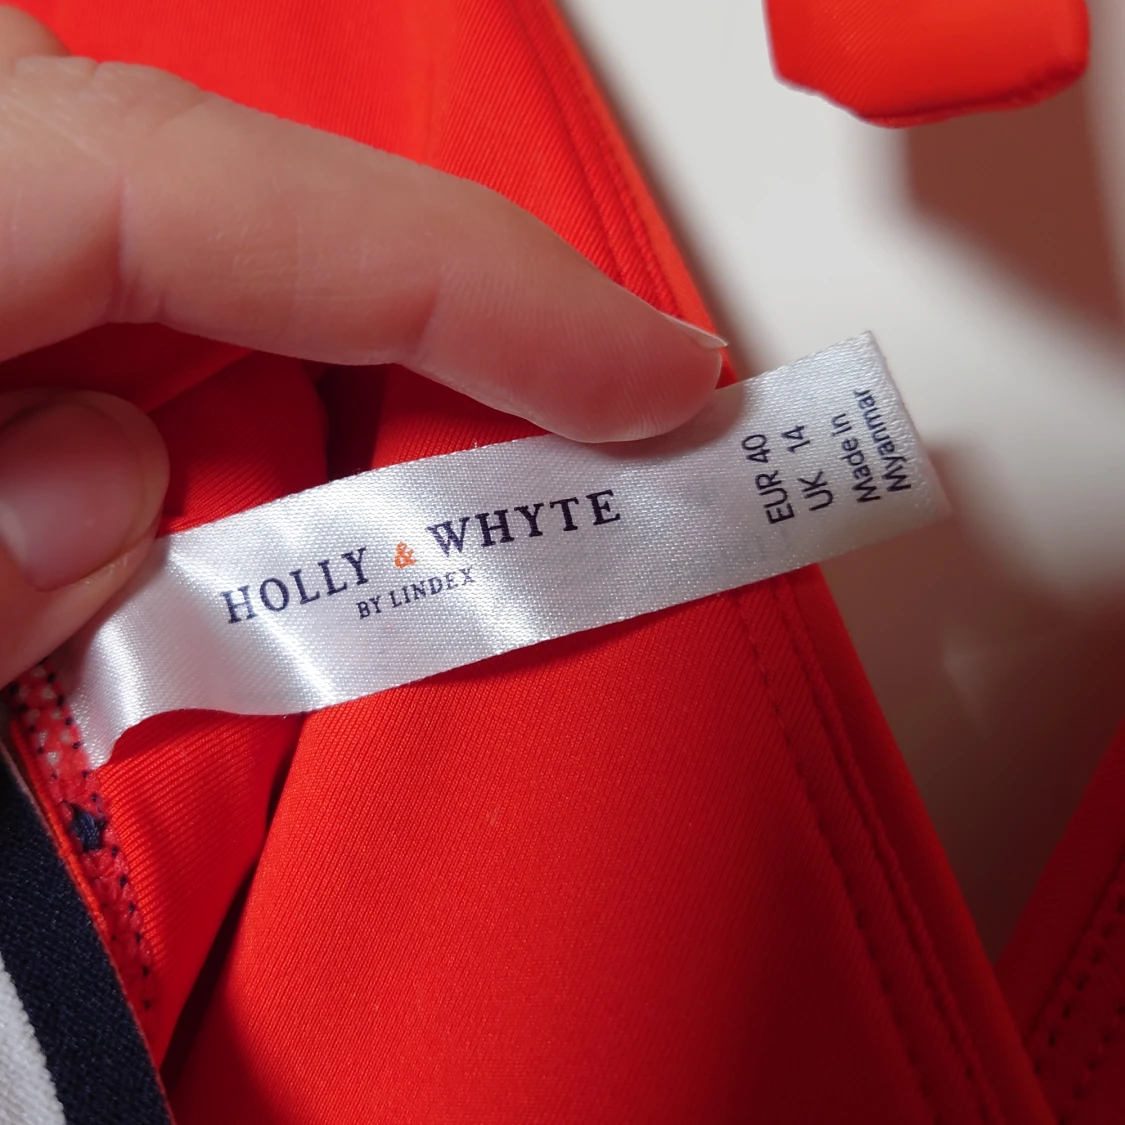 HOLLY & WHYTE
BY LINDEX
EUR 40
UK 14
Made in
Myanmar